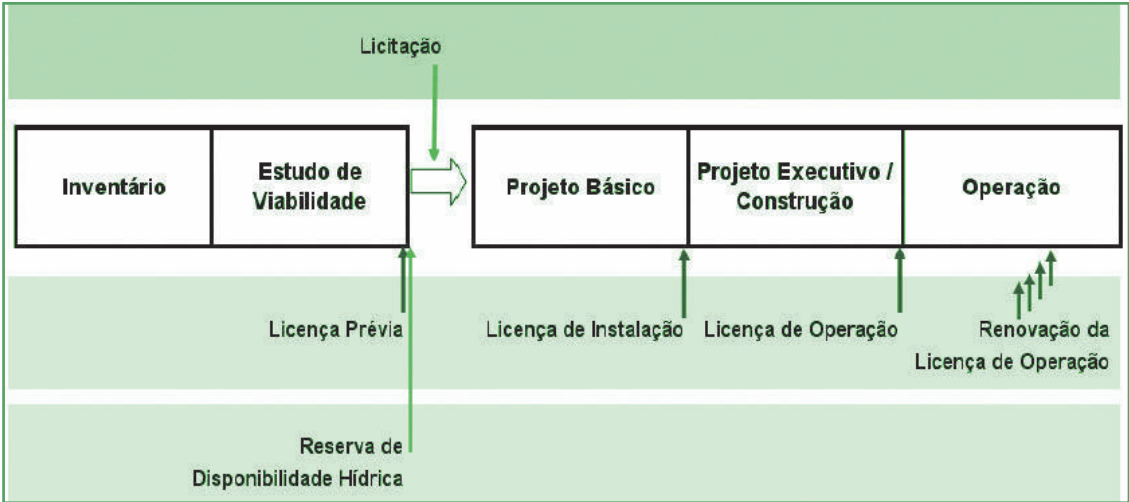 Licitação
Inventário
Estudo de
Viabilidade
Projeto Básico
Projeto Executivo /
Construção
Operação
Licença Prévia
Licença de Instalação
Licença de Operação
Renovação da
Licença de Operação
Reserva de
Disponibilidade Hídrica